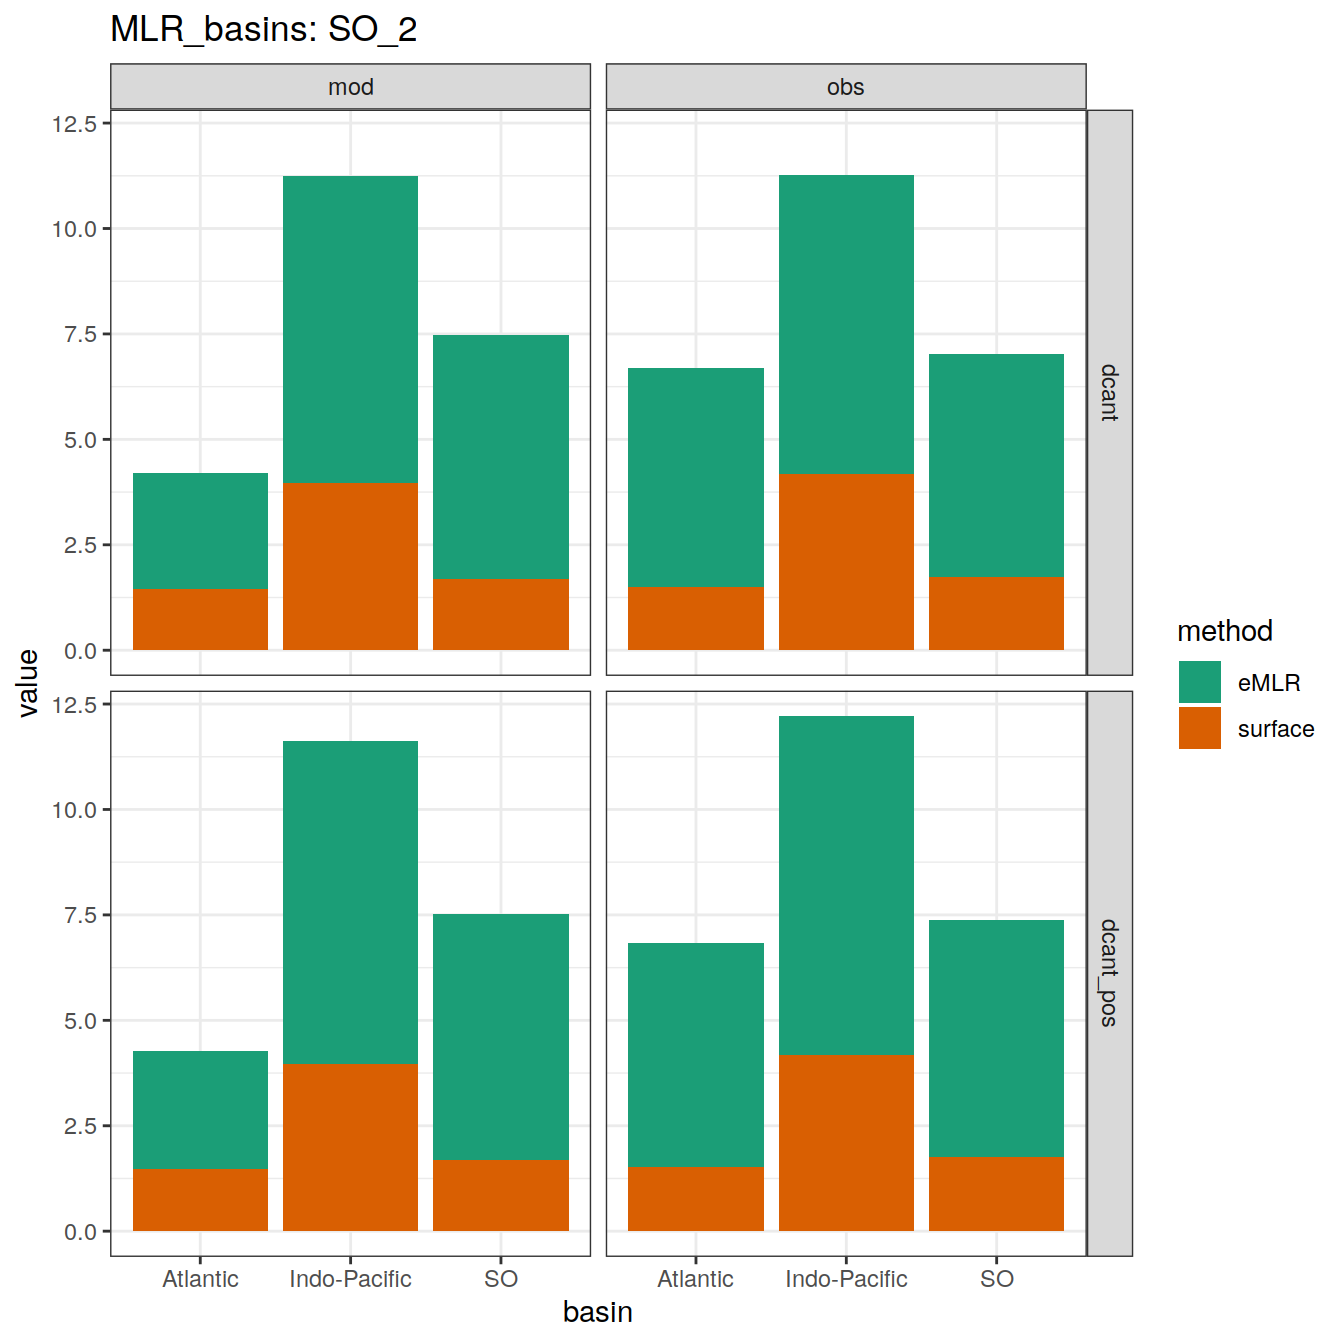 MLR_basins: SO_2
mod
obs
12.5
10.0
7.5
5.0
2.5
0.0
dcant
12.5
10.0
7.5
5.0
2.5
0.0
dcant_pos
value
Atlantic
Indo-Pacific
SO
Atlantic
Indo-Pacific
SO
basin
method
eMLR
surface